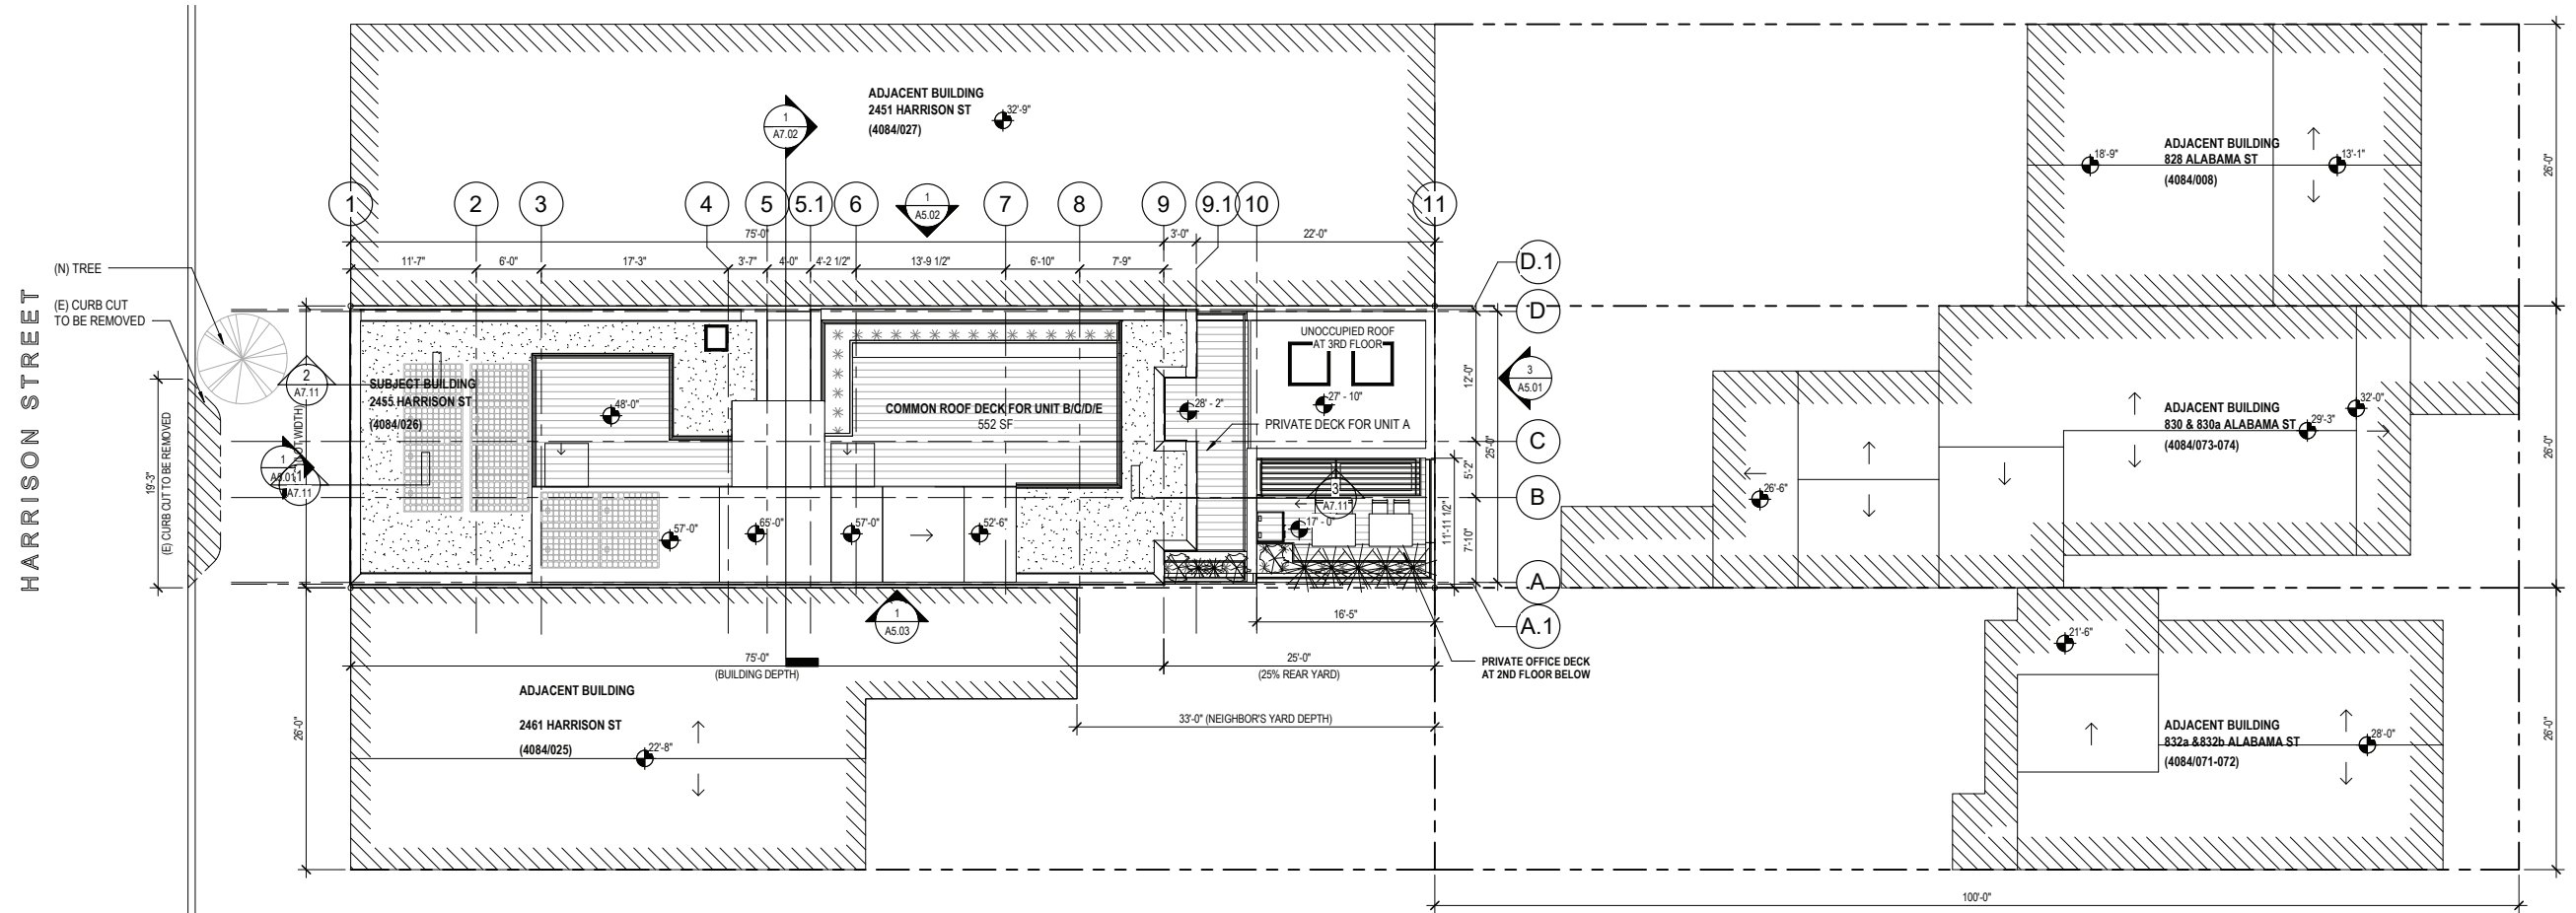 HARRISON STREET
(N) TREE
(E) CURB CUT
TO BE REMOVED
19'-3"
(E) CURB CUT TO BE REMOVED
ADJACENT BUILDING
2451 HARRISON ST
(4084/027)
32'-9"
1
A7.02
1
2
3
4
5
5.1
6
7
8
9
9.1
10
11
1
A5.02
75'-0"
3'-0"
22'-0"
11'-7"
6'-0"
17'-3"
3'-7"
4'-0"
4'-2 1/2"
13'-9 1/2"
6'-10"
7'-9"
D.1
D
C
B
A
A.1
2
A7.11
SUBJECT BUILDING
2455 HARRISON ST
(4084/026)
48'-0"
COMMON ROOF DECK FOR UNIT B/C/D/E
552 SF
28' - 2"
UNOCCUPIED ROOF
AT 3RD FLOOR
27' - 10"
PRIVATE DECK FOR UNIT A
3
A5.01
12'-0"
25'-0"
5'-2"
7'-10"
11'-11 1/2"
1
A7.11
57'-0"
65'-0"
57'-0"
52'-6"
3
A7.11
17' - 0"
16'-5"
1
A5.03
75'-0"
(BUILDING DEPTH)
25'-0"
(25% REAR YARD)
PRIVATE OFFICE DECK
AT 2ND FLOOR BELOW
33'-0" (NEIGHBOR'S YARD DEPTH)
26'-0"
ADJACENT BUILDING
2461 HARRISON ST
(4084/025)
22'-8"
ADJACENT BUILDING
828 ALABAMA ST
(4084/008)
18'-9"
13'-1"
26'-0"
ADJACENT BUILDING
830 & 830a ALABAMA ST
(4084/073-074)
32'-0"
29'-3"
26'-6"
26'-0"
21'-6"
ADJACENT BUILDING
832a &832b ALABAMA ST
(4084/071-072)
28'-0"
26'-0"
100'-0"